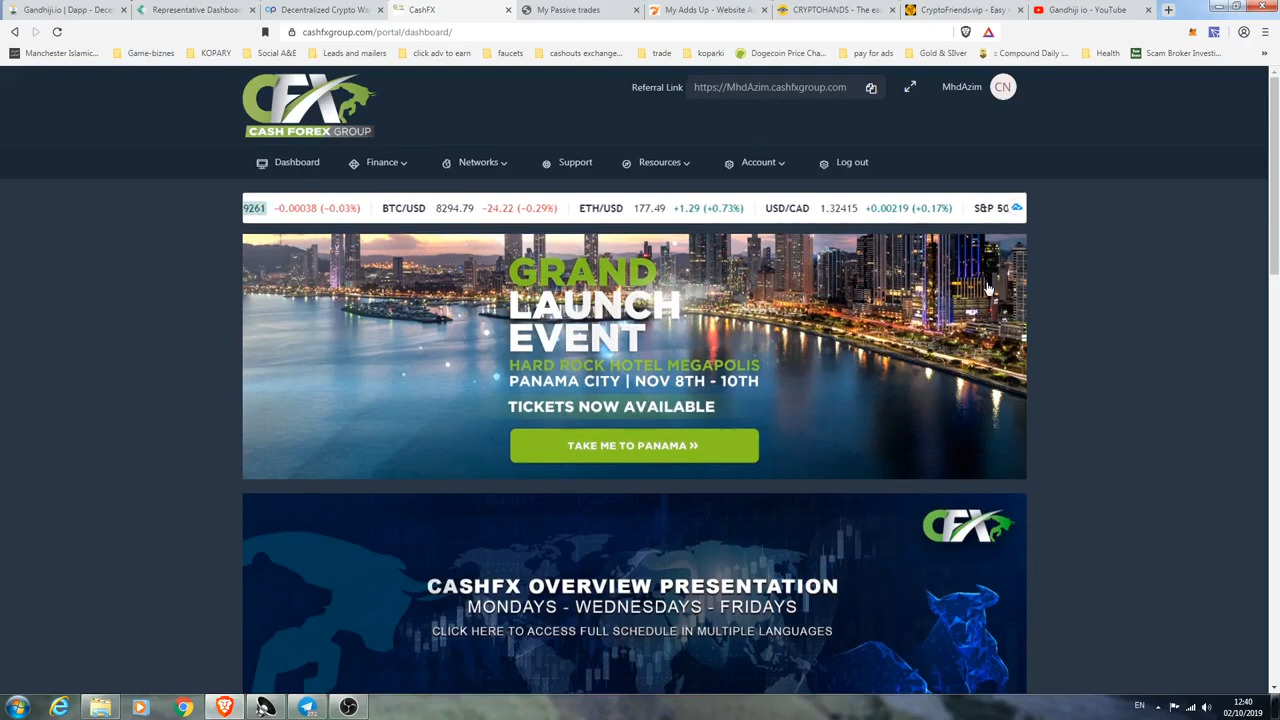 Gandhiji.io | Dapp - Decep
Representative Dashboa
Decentralized Crypto Wa
CashFX
My Passive trades
My Adds Up - Website A
CRYPTOHANDS - The ea
CryptoFriends.vip - Easy
Gandhiji io - YouTube
cashfxgroup.com/portal/dashboard/
Manchester Islamic...
Game-biznes
KOPARY
Social A&E
Leads and mailers
click adv to earn
faucets
cashouts exchange...
trade
koparki
Dogecoin Price Cha...
pay for ads
Gold & SIlver
:: Compound Daily :...
Health
Scam Broker Investi...
»
CFX
CASH FOREX GROUP
Referral Link https://MhdAzim.cashfxgroup.com MhdAzim CN
Dashboard Finance Networks Support Resources Account Log out
9261 -0.00038 (-0.03%) BTC/USD 8294.79 -24.22 (-0.29%) ETH/USD 177.49 +1.29 (+0.73%) USD/CAD 1.32415 +0.00219 (+0.17%) S&P 50
GRAND
LAUNCH
EVENT
HARD ROCK HOTEL MEGAPOLIS
PANAMA CITY | NOV 8TH - 10TH
TICKETS NOW AVAILABLE
TAKE ME TO PANAMA »
CFX
CASHFX OVERVIEW PRESENTATION
MONDAYS - WEDNESDAYS - FRIDAYS
CLICK HERE TO ACCESS FULL SCHEDULE IN MULTIPLE LANGUAGES
272
EN
12:40
02/10/2019